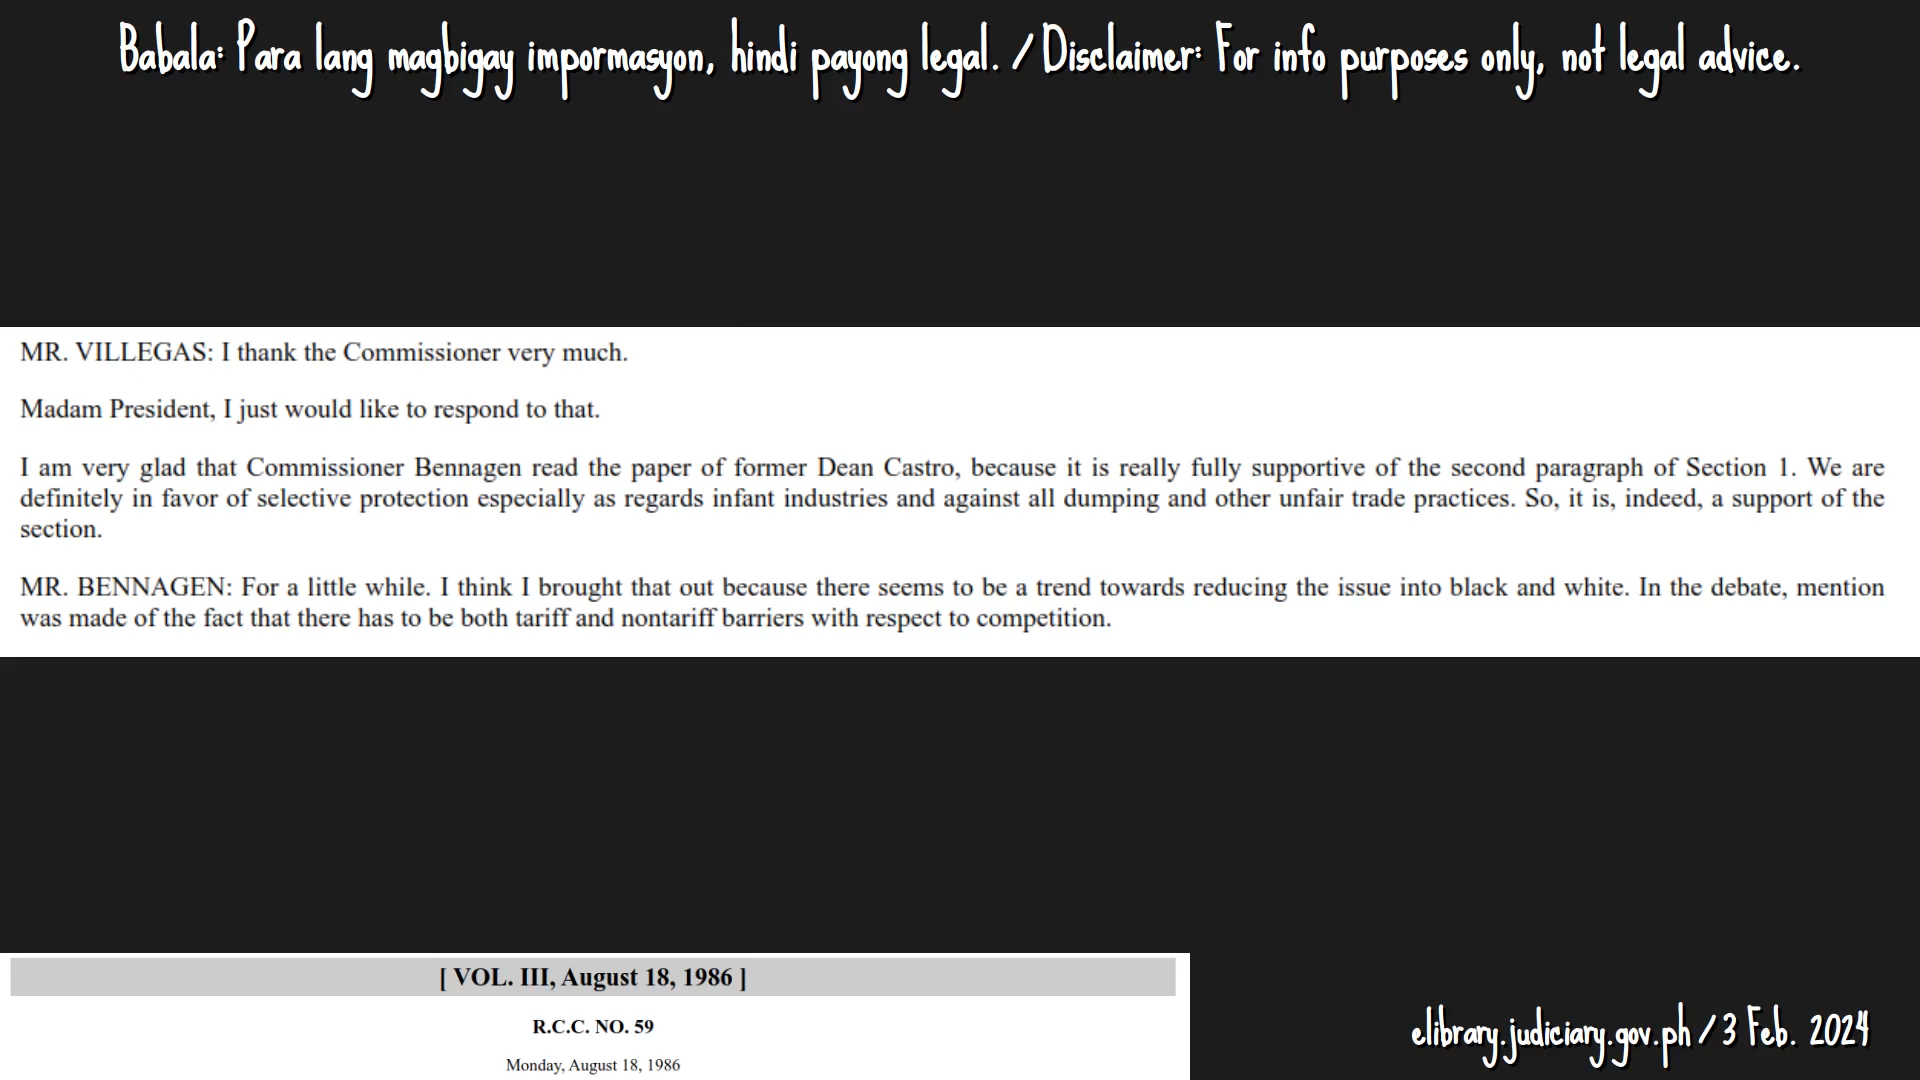 Babala: Para lang magbigay impormasyon, hindi payong legal. / Disclaimer: For info purposes only, not legal advice.
MR. VILLEGAS: I thank the Commissioner very much.
Madam President, I just would like to respond to that.
I am very glad that Commissioner Bennagen read the paper of former Dean Castro, because it is really fully supportive of the second paragraph of Section 1. We are
definitely in favor of selective protection especially as regards infant industries and against all dumping and other unfair trade practices. So, it is, indeed, a support of the
section.
MR. BENNAGEN: For a little while. I think I brought that out because there seems to be a trend towards reducing the issue into black and white. In the debate, mention
was made of the fact that there has to be both tariff and nontariff barriers with respect to competition.
[ VOL. III, August 18, 1986 ]
R.C.C. NO. 59
Monday, August 18, 1986
elibrary.judiciary.gov.ph / 3 Feb. 2024